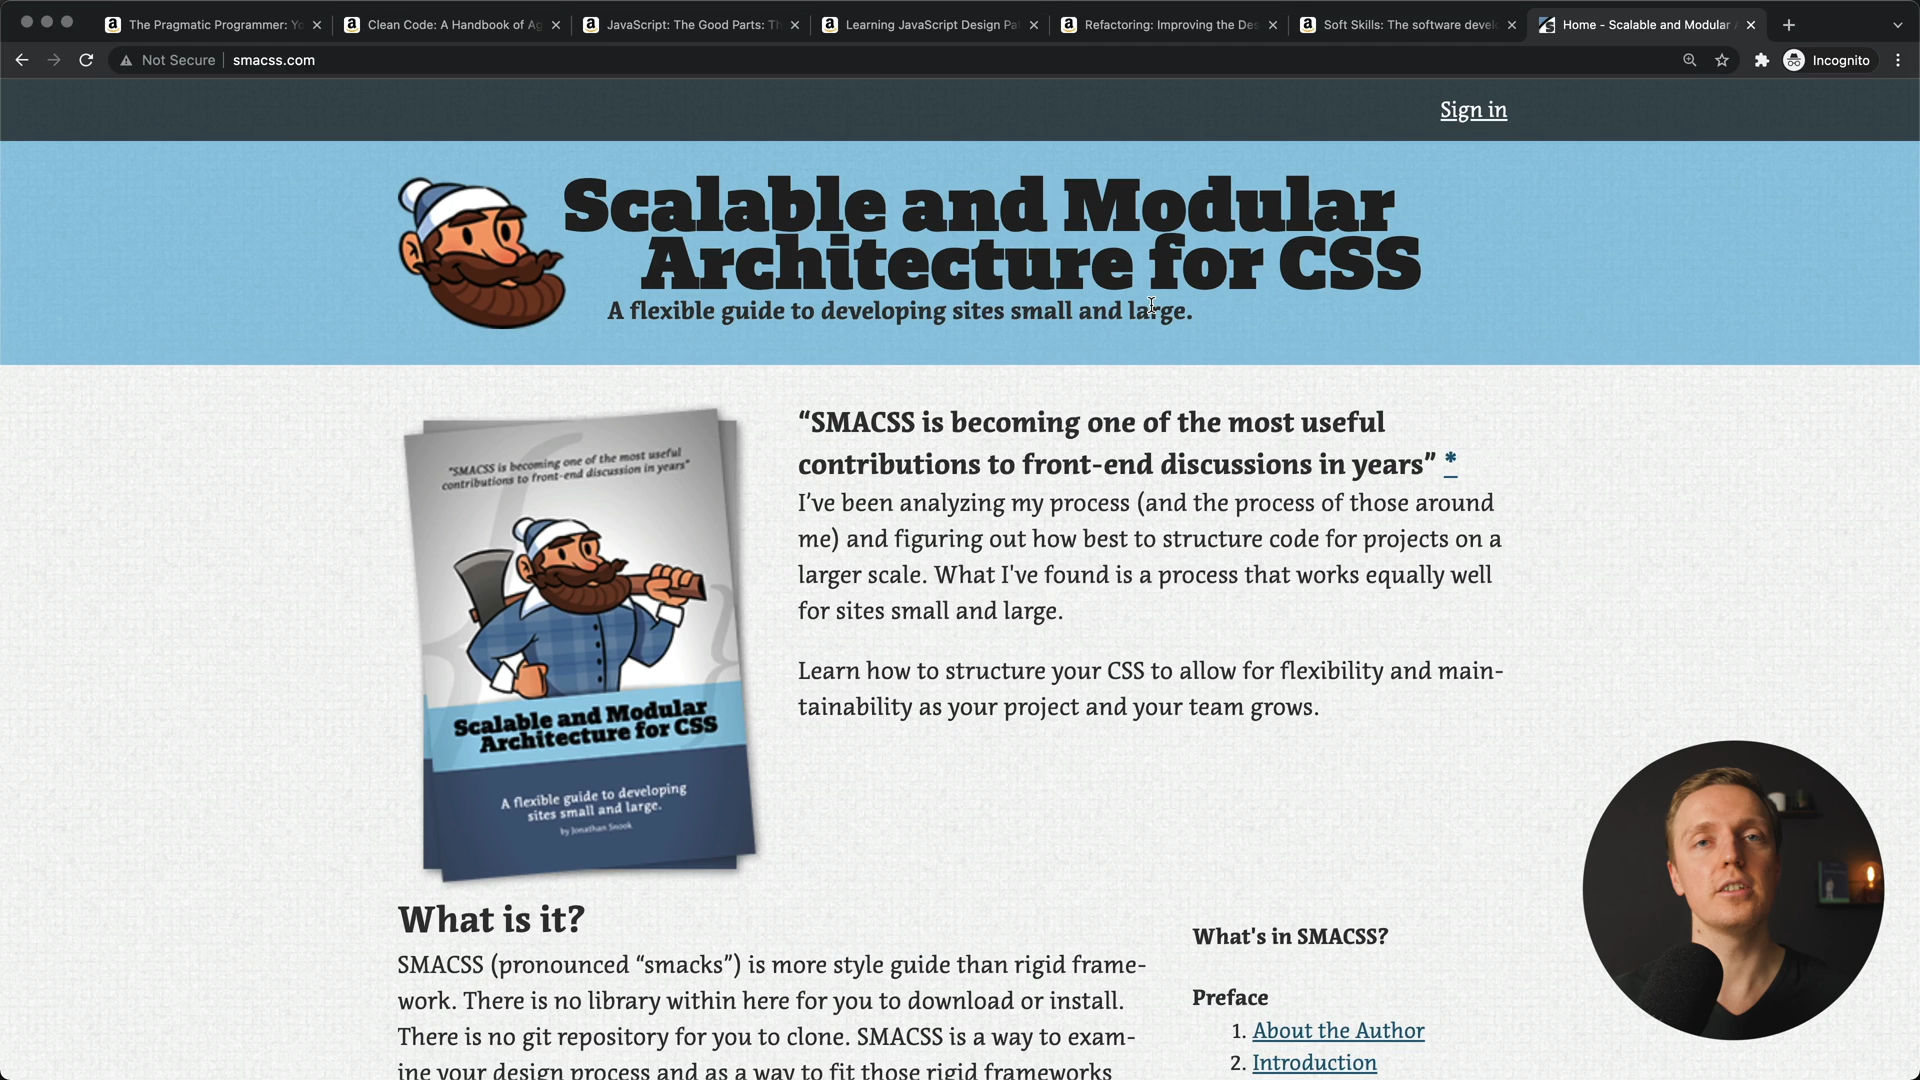 The Pragmatic Programmer: Yo
Clean Code: A Handbook of Ag
JavaScript: The Good Parts: Th
Learning JavaScript Design Pa
Refactoring: Improving the Des
Soft Skills: The software develo
Home - Scalable and Modular A
Not Secure | smacss.com
Incognito
Sign in
Scalable and Modular
Architecture for CSS
A flexible guide to developing sites small and large.
"SMACSS is becoming one of the most useful
contributions to front-end discussion in years"
Scalable and Modular
Architecture for CSS
A flexible guide to developing
sites small and large.
by Jonathan Snook
“SMACSS is becoming one of the most useful
contributions to front-end discussions in years” *
I’ve been analyzing my process (and the process of those around
me) and figuring out how best to structure code for projects on a
larger scale. What I've found is a process that works equally well
for sites small and large.
Learn how to structure your CSS to allow for flexibility and main-
tainability as your project and your team grows.
What is it?
SMACSS (pronounced “smacks”) is more style guide than rigid frame-
work. There is no library within here for you to download or install.
There is no git repository for you to clone. SMACSS is a way to exam-
ine your design process and as a way to fit those rigid frameworks
What's in SMACSS?
Preface
1. About the Author
2. Introduction